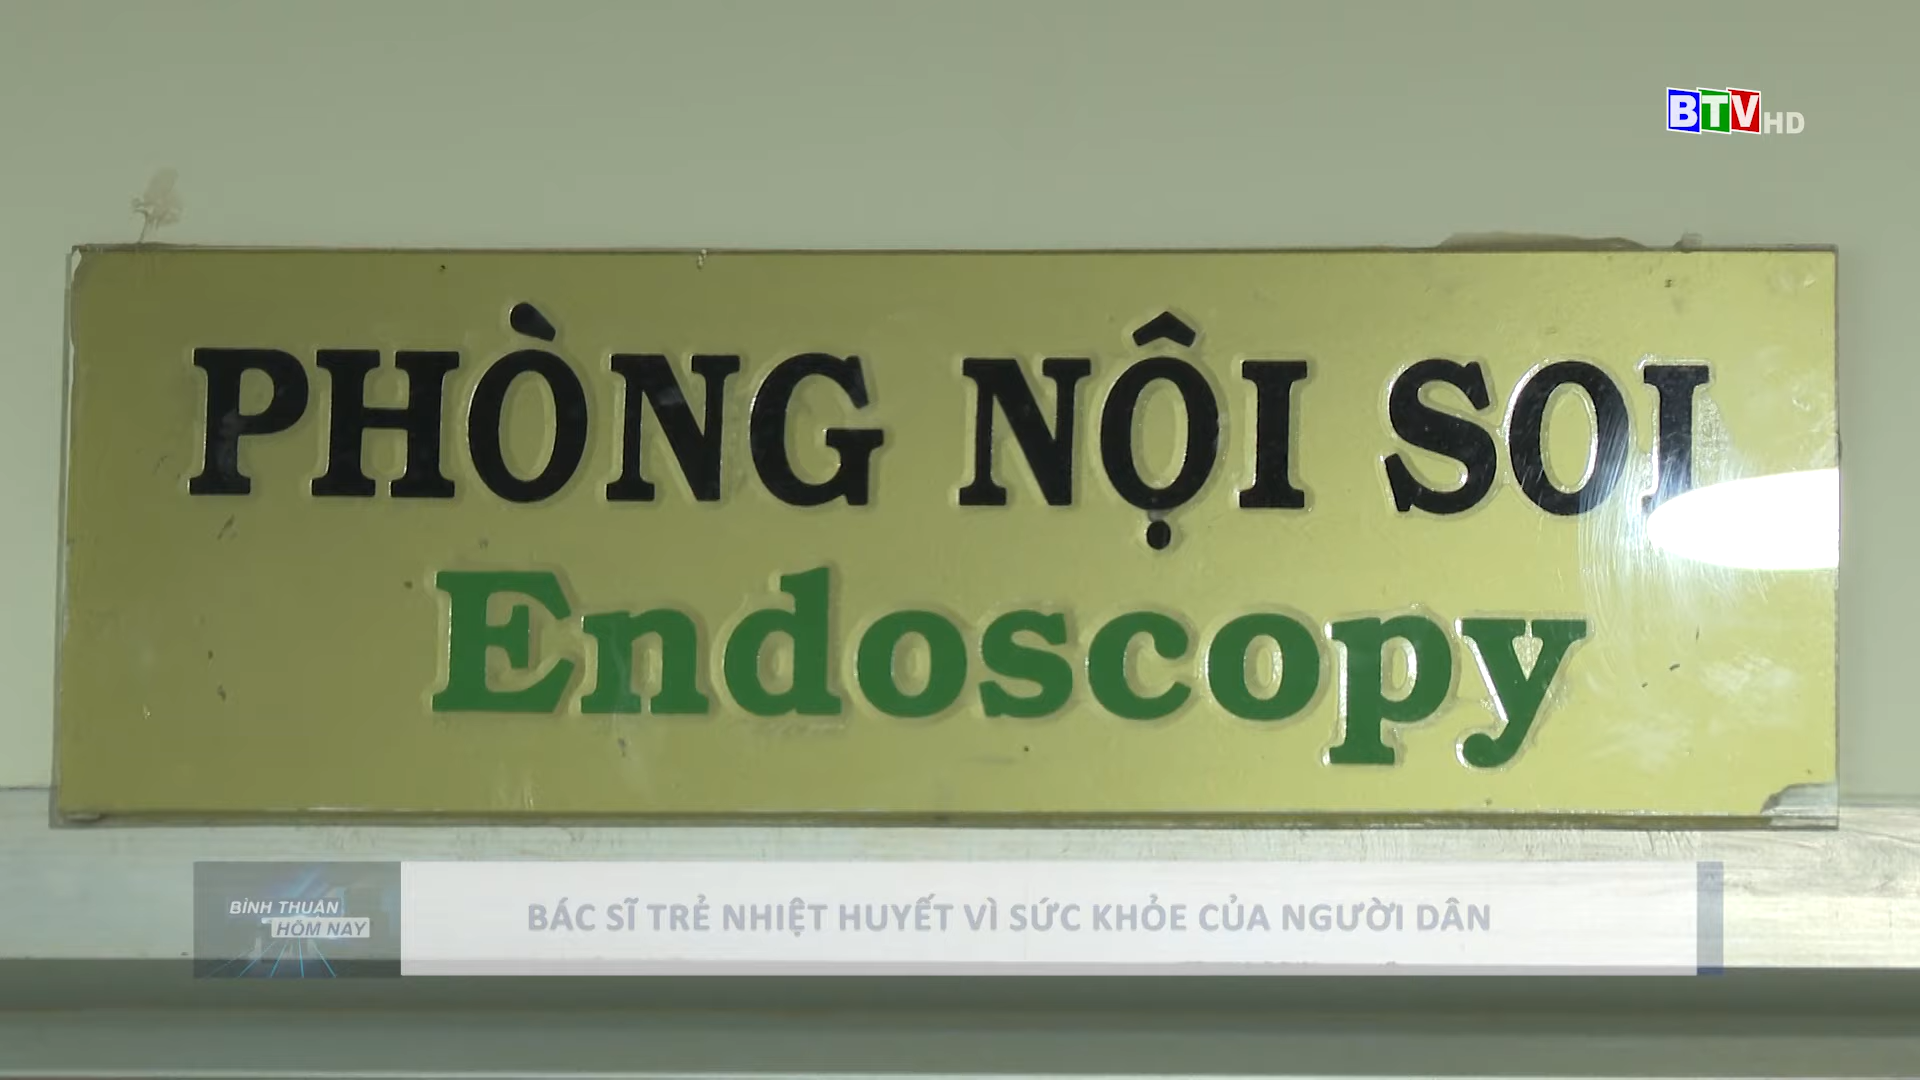 BTV HD
PHÒNG NỘI SOI
Endoscopy
BÌNH THUẬN
HÔM NAY
BÁC SĨ TRẺ NHIỆT HUYẾT VÌ SỨC KHỎE CỦA NGƯỜI DÂN